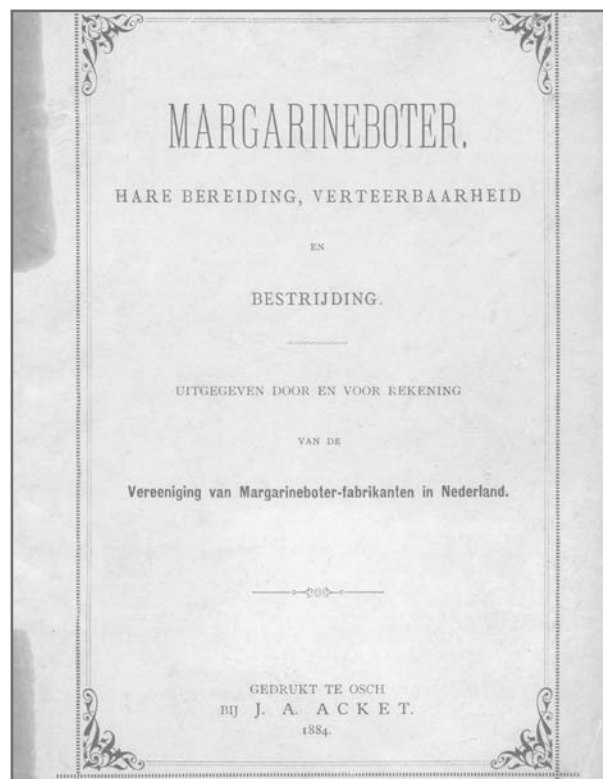 MARGARINEBOTER.
HARE BEREIDING, VERTEERBAARHEID
EN
BESTRIJDING.
UITGEGEVEN DOOR EN VOOR REKENING
VAN DE
Vereeniging van Margarineboter-fabrikanten in Nederland.
GEDRUKT TE OSCH
BIJ J. A. ACKET.
1884.